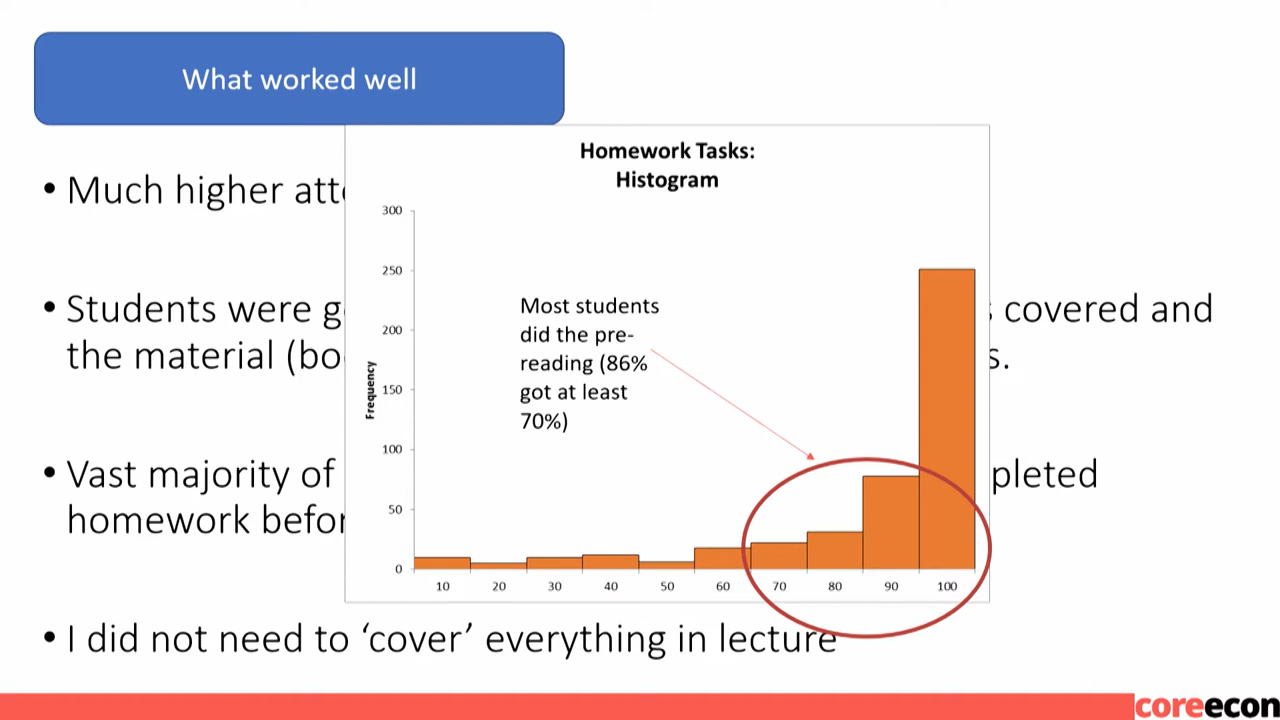 What worked well
• Much higher att
• Students were g
s covered and
the material (bo
s.
• Vast majority of
pleted
homework befor
• I did not need to ‘cover’ everything in lecture
Homework Tasks:
Histogram
Frequency
300
250
200
150
100
50
0
10 20 30 40 50 60 70 80 90 100
Most students
did the pre-
reading (86%
got at least
70%)
coreecon